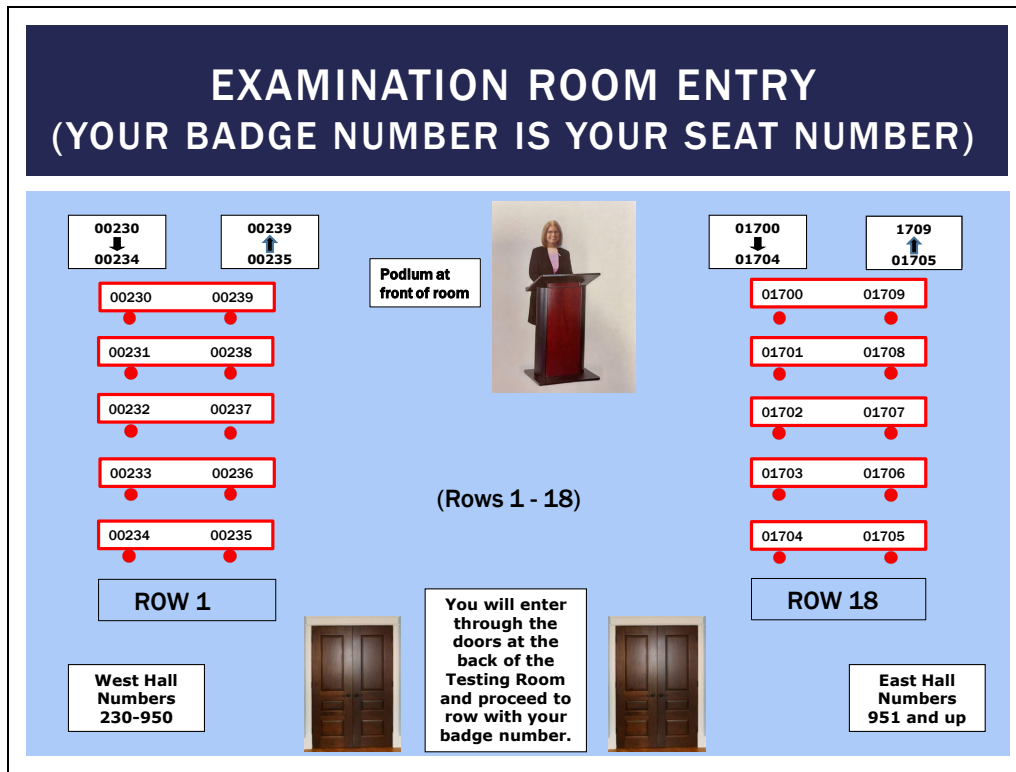 EXAMINATION ROOM ENTRY
(YOUR BADGE NUMBER IS YOUR SEAT NUMBER)
00230
00234
00239
00235
Podium at
front of room
01700
01704
1709
01705
00230 00239
00231 00238
00232 00237
00233 00236
00234 00235
ROW 1
(Rows 1 - 18)
01700 01709
01701 01708
01702 01707
01703 01706
01704 01705
ROW 18
West Hall
Numbers
230-950
You will enter
through the
doors at the
back of the
Testing Room
and proceed to
row with your
badge number.
East Hall
Numbers
951 and up